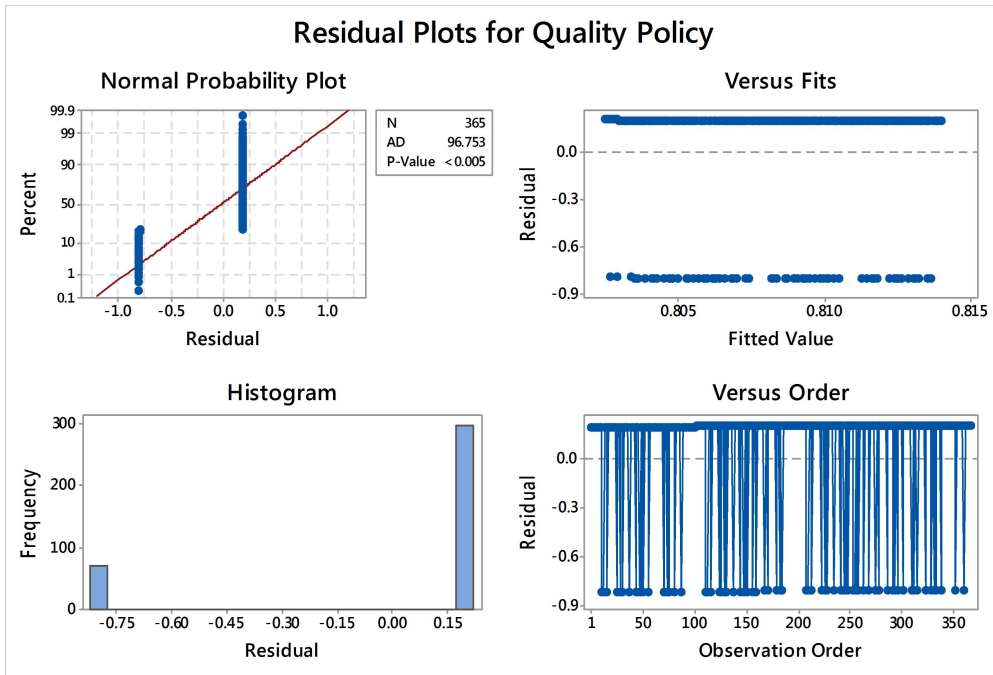 Residual Plots for Quality Policy
Normal Probability Plot
99.9
99
90
50
10
1
0.1
Percent
-1.0 -0.5 0.0 0.5 1.0
Residual
N 365
AD 96.753
P-Value < 0.005
Versus Fits
0.0
-0.3
-0.6
-0.9
Residual
0.805 0.810 0.815
Fitted Value
Histogram
300
200
100
0
Frequency
-0.75 -0.60 -0.45 -0.30 -0.15 0.00 0.15
Residual
Versus Order
0.0
-0.3
-0.6
-0.9
Residual
1 50 100 150 200 250 300 350
Observation Order